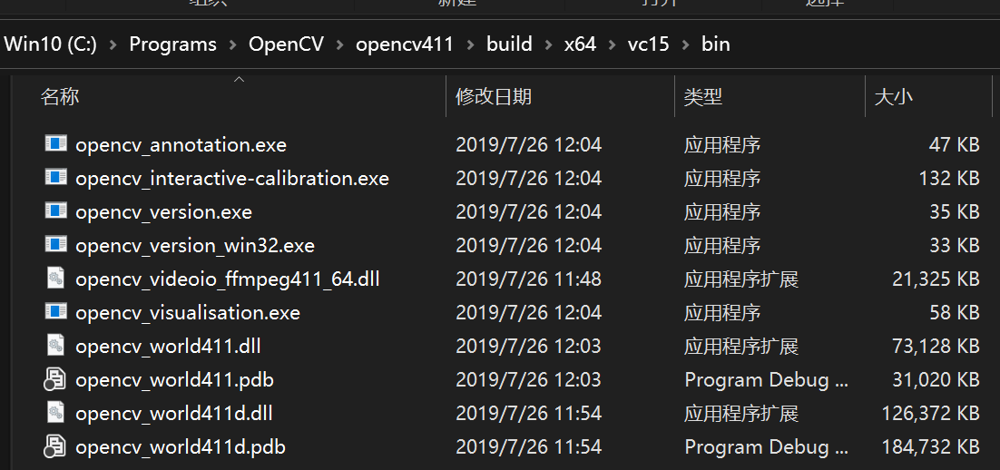 组织 新建 打开 选择
Win10 (C:) > Programs > OpenCV > opencv411 > build > x64 > vc15 > bin
名称 修改日期 类型 大小
opencv_annotation.exe 2019/7/26 12:04 应用程序 47 KB
opencv_interactive-calibration.exe 2019/7/26 12:04 应用程序 132 KB
opencv_version.exe 2019/7/26 12:04 应用程序 35 KB
opencv_version_win32.exe 2019/7/26 12:04 应用程序 33 KB
opencv_videoio_ffmpeg411_64.dll 2019/7/26 11:48 应用程序扩展 21,325 KB
opencv_visualisation.exe 2019/7/26 12:04 应用程序 58 KB
opencv_world411.dll 2019/7/26 12:03 应用程序扩展 73,128 KB
opencv_world411.pdb 2019/7/26 12:03 Program Debug ... 31,020 KB
opencv_world411d.dll 2019/7/26 11:54 应用程序扩展 126,372 KB
opencv_world411d.pdb 2019/7/26 11:54 Program Debug ... 184,732 KB